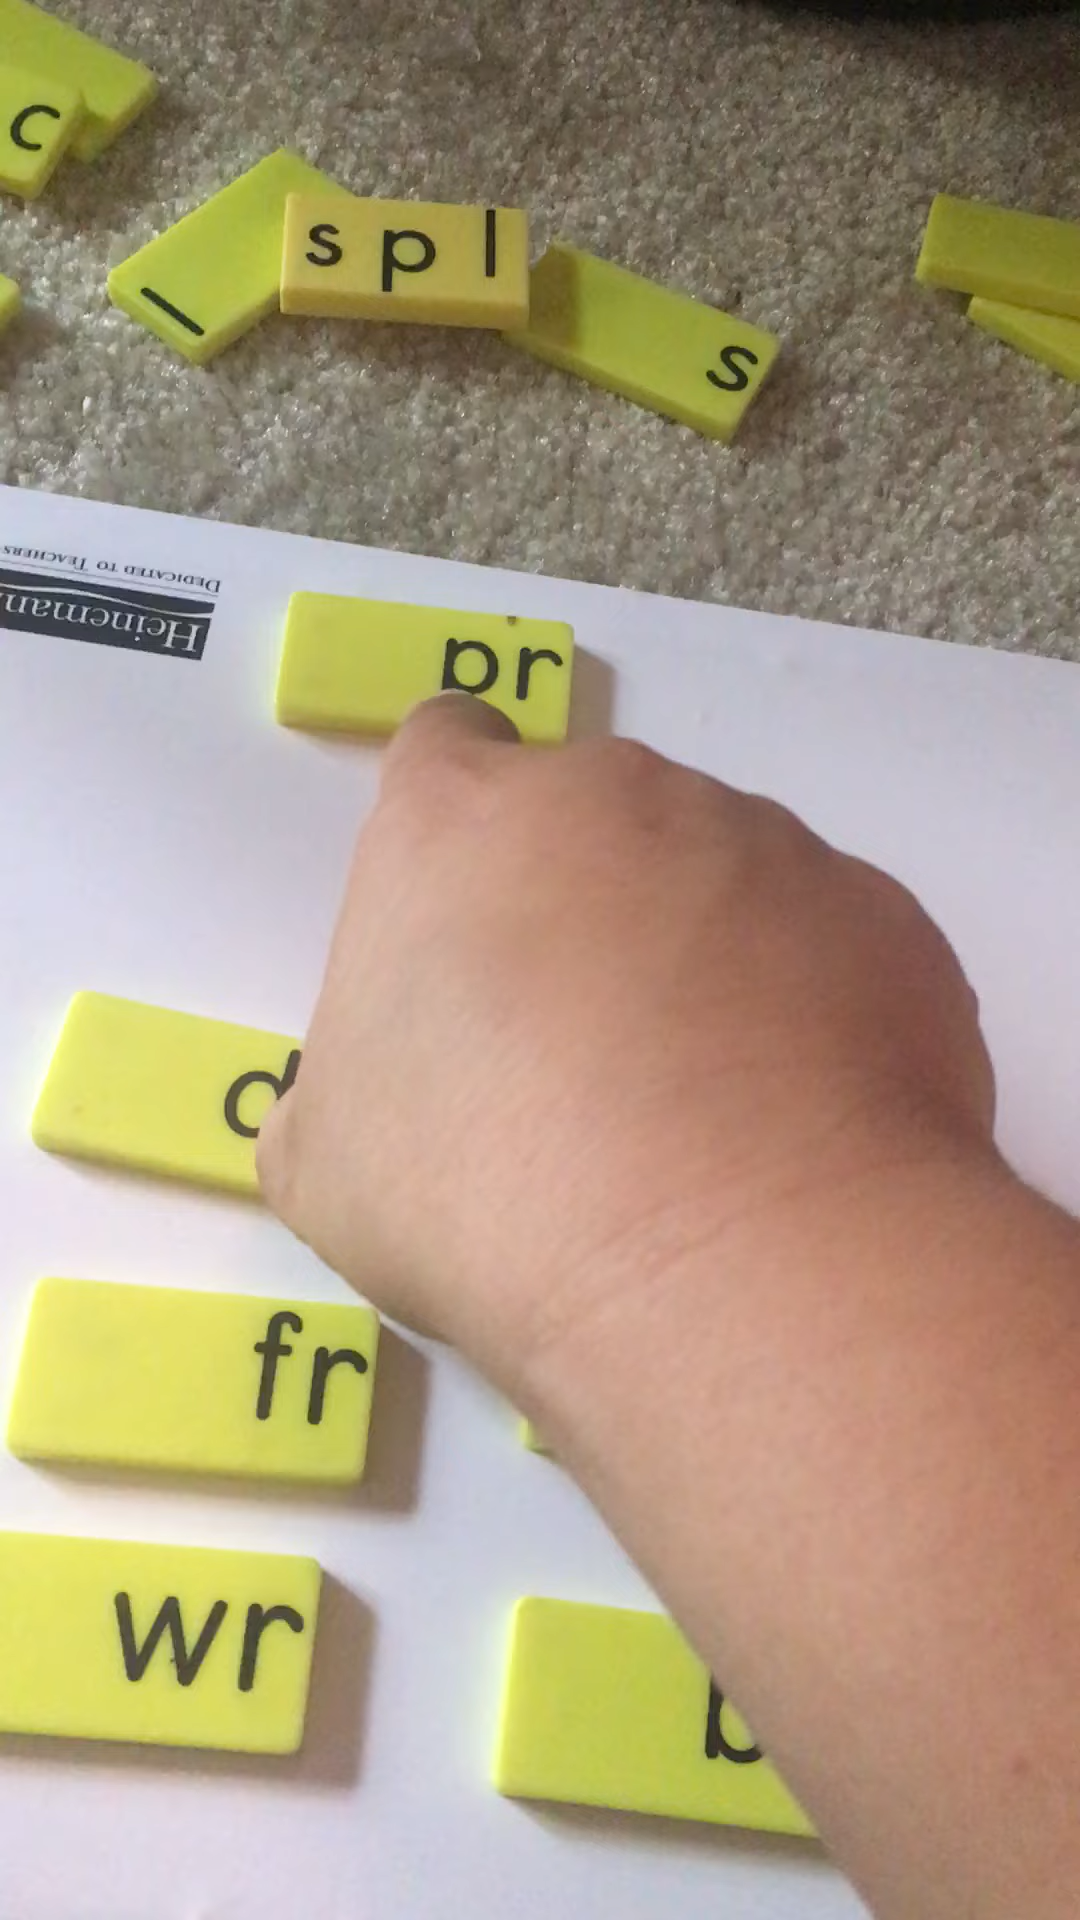 c
l
spl
s
DEDICATED TO TEACHERS
Heinemann
pr
d
fr
wr
b